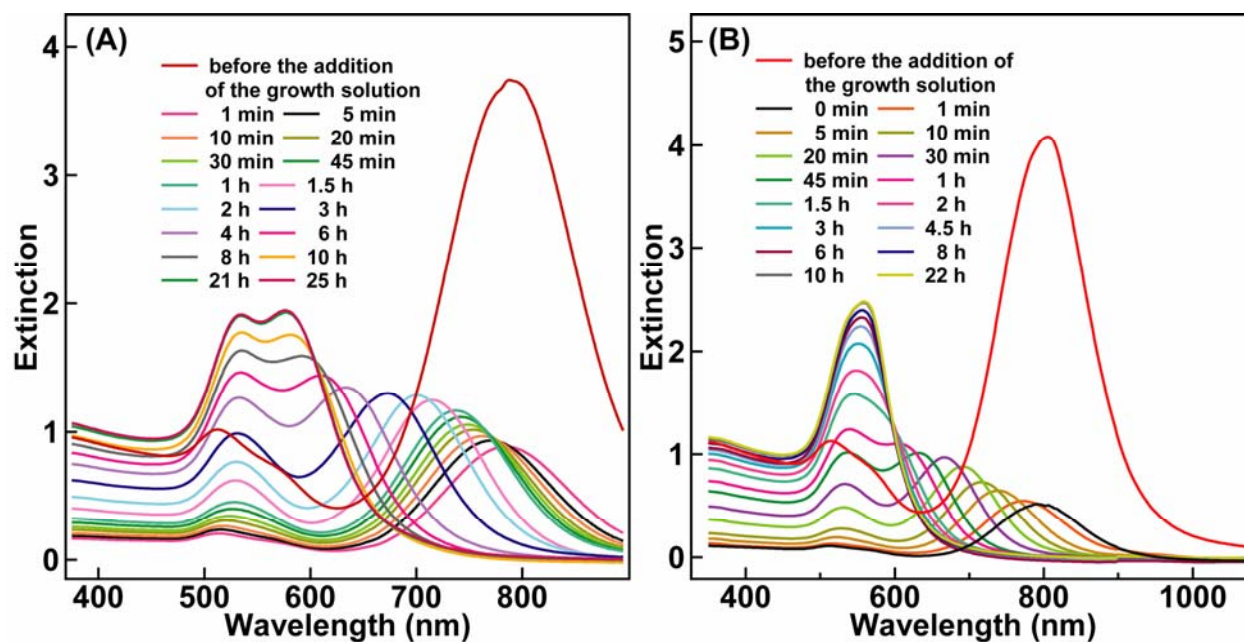 (A)
before the addition
of the growth solution
1 min 5 min
10 min 20 min
30 min 45 min
1 h 1.5 h
2 h 3 h
4 h 6 h
8 h 10 h
21 h 25 h
4
3
2
1
0
Extinction
400 500 600 700 800
Wavelength (nm)
(B)
before the addition of
the growth solution
0 min 1 min
5 min 10 min
20 min 30 min
45 min 1 h
1.5 h 2 h
3 h 4.5 h
6 h 8 h
10 h 22 h
5
4
3
2
1
0
Extinction
400 600 800 1000
Wavelength (nm)